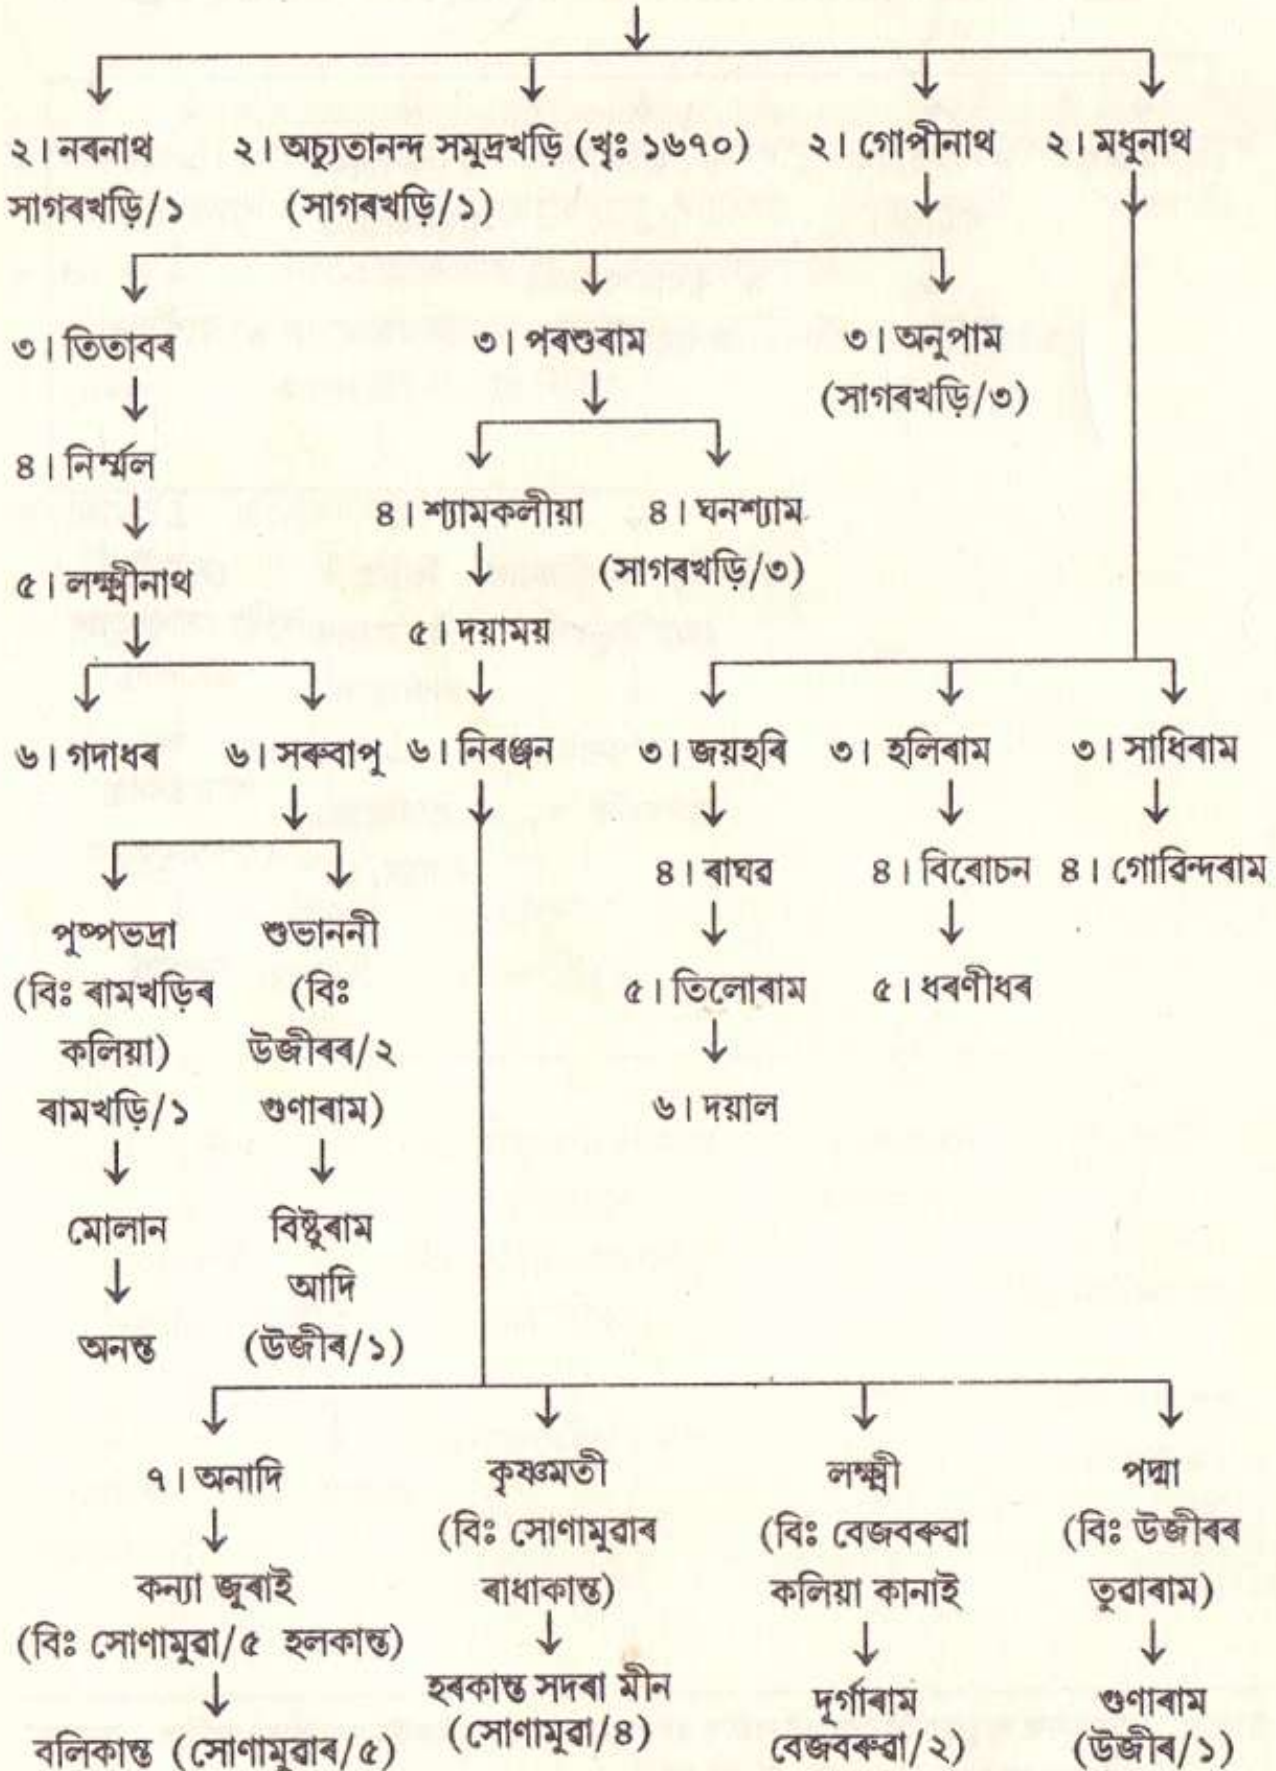 ২। নৰনাথ ২। অচ্যুতানন্দ সমুদ্ৰখড়ি (খৃঃ ১৬৭০) ২। গোপীনাথ ২। মধুনাথ
সাগৰখড়ি/১ (সাগৰখড়ি/১)
৩। তিতাবৰ ৩। পৰশুৰাম ৩। অনুপাম
(সাগৰখড়ি/৩)
৪। নিৰ্ম্মল
৪। শ্যামকলীয়া ৪। ঘনশ্যাম
(সাগৰখড়ি/৩)
৫। লক্ষ্মীনাথ
৫। দয়াময়
৬। গদাধৰ ৬। সৰুবাপু ৬। নিৰঞ্জন ৩। জয়হৰি ৩। হলিৰাম ৩। সাধিৰাম
৪। ৰাঘৱ ৪। বিৰোচন ৪। গোৱিন্দৰাম
পুষ্পভদ্ৰা শুভাননী
(বিঃ ৰামখড়িৰ (বিঃ
৫। তিলোৰাম ৫। ধৰণীধৰ
কলিয়া) উজীৰৰ/২
ৰামখড়ি/১ গুণাৰাম)
৬। দয়াল
মোলান বিষ্টুৰাম
আদি
অনন্ত (উজীৰ/১)
৭। অনাদি কৃষ্ণমতী লক্ষ্মী পদ্মা
(বিঃ সোণামুৱাৰ (বিঃ বেজবৰুৱা (বিঃ উজীৰৰ
কন্যা জুৰাই ৰাধাকান্ত) কলিয়া কানাই তুৱাৰাম)
(বিঃ সোণামুৱা/৫ হলকান্ত)
হৰকান্ত সদৰা মীন দূৰ্গাৰাম গুণাৰাম
বলিকান্ত (সোণামুৱাৰ/৫) (সোণামুৱা/৪) বেজবৰুৱা/২) (উজীৰ/১)